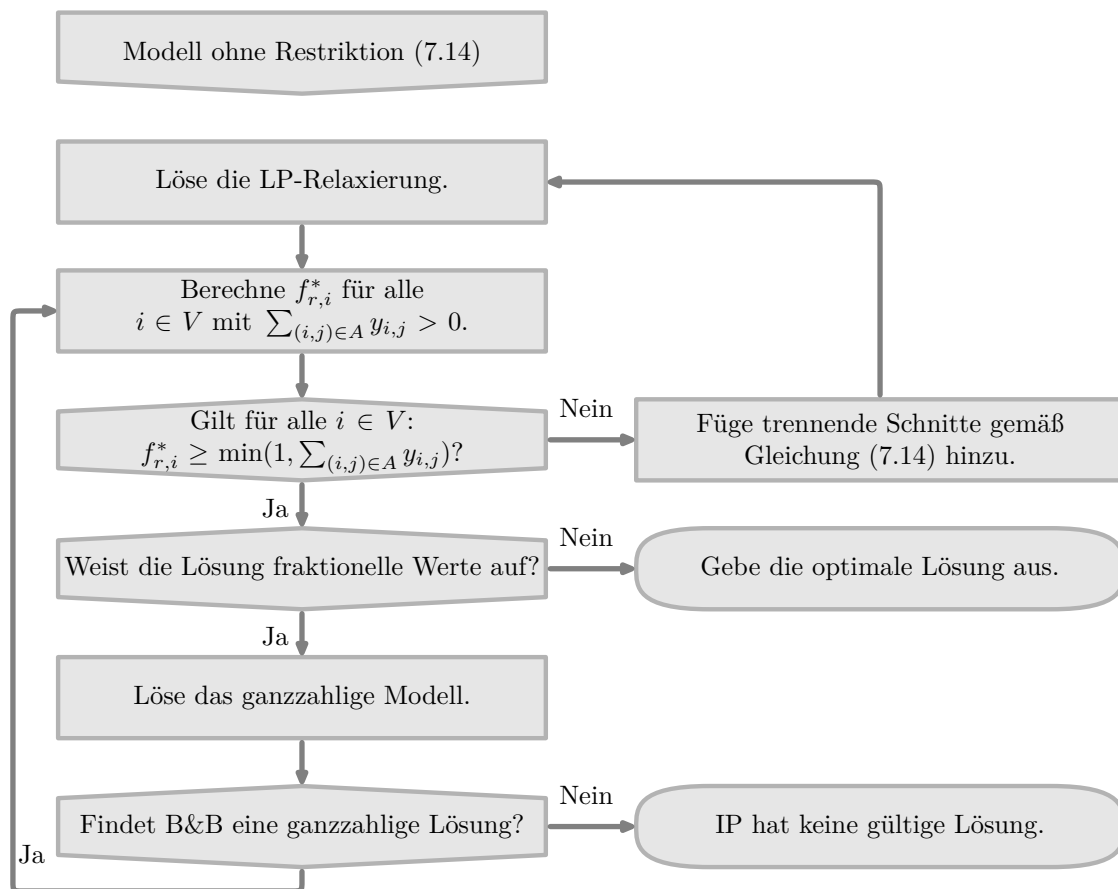 Modell ohne Restriktion (7.14)
Löse die LP-Relaxierung.
Berechne $f^*_{r,i}$ für alle
$i \in V$ mit $\sum_{(i,j)\in A} y_{i,j} > 0$.
Gilt für alle $i \in V$:
$f^*_{r,i} \geq \min(1, \sum_{(i,j)\in A} y_{i,j})$?
Nein
Füge trennende Schnitte gemäß
Gleichung (7.14) hinzu.
Ja
Weist die Lösung fraktionelle Werte auf?
Nein
Gebe die optimale Lösung aus.
Ja
Löse das ganzzahlige Modell.
Findet B&B eine ganzzahlige Lösung?
Nein
IP hat keine gültige Lösung.
Ja